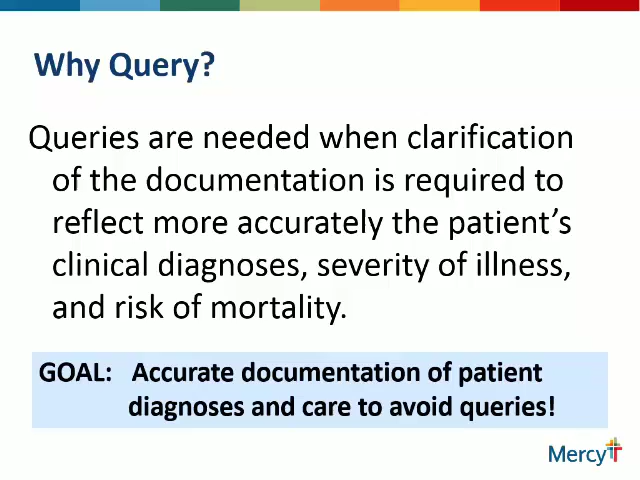 Why Query?
Queries are needed when clarification
of the documentation is required to
reflect more accurately the patient’s
clinical diagnoses, severity of illness,
and risk of mortality.
GOAL: Accurate documentation of patient
diagnoses and care to avoid queries!
Mercy